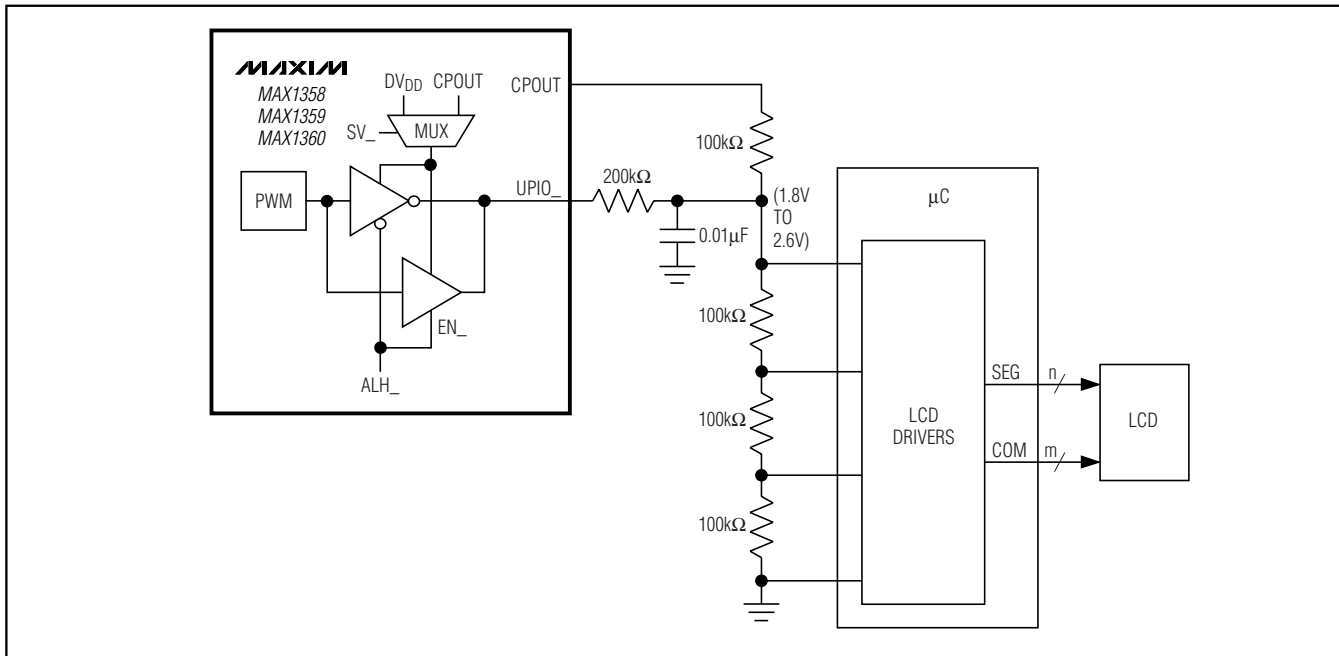 MAXIM
MAX1358
MAX1359
MAX1360
DVDD CPOUT
SV_
MUX
PWM
EN_
ALH_
CPOUT
UPIO_
200kΩ
0.01µF
100kΩ
(1.8V
TO
2.6V)
100kΩ
100kΩ
100kΩ
µC
LCD
DRIVERS
SEG n
COM m
LCD